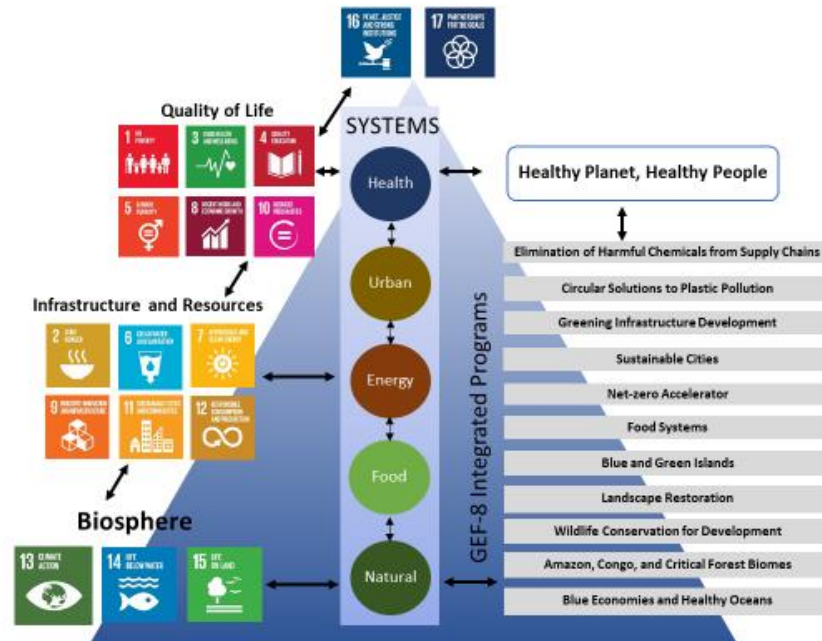 16 PEACE, JUSTICE
AND STRONG
INSTITUTIONS
17 PARTNERSHIPS
FOR THE GOALS
Quality of Life
1 NO
POVERTY
3 GOOD HEALTH
AND WELL-BEING
4 QUALITY
EDUCATION
5 GENDER
EQUALITY
8 DECENT WORK AND
ECONOMIC GROWTH
10 REDUCED
INEQUALITIES
Infrastructure and Resources
2 ZERO
HUNGER
6 CLEAN WATER
AND SANITATION
7 AFFORDABLE AND
CLEAN ENERGY
9 INDUSTRY, INNOVATION
AND INFRASTRUCTURE
11 SUSTAINABLE CITIES
AND COMMUNITIES
12 RESPONSIBLE
CONSUMPTION
AND PRODUCTION
Biosphere
13 CLIMATE
ACTION
14 LIFE
BELOW WATER
15 LIFE
ON LAND
SYSTEMS
Health
Urban
Energy
Food
Natural
GEF-8 Integrated Programs
Healthy Planet, Healthy People
Elimination of Harmful Chemicals from Supply Chains
Circular Solutions to Plastic Pollution
Greening Infrastructure Development
Sustainable Cities
Net-zero Accelerator
Food Systems
Blue and Green Islands
Landscape Restoration
Wildlife Conservation for Development
Amazon, Congo, and Critical Forest Biomes
Blue Economies and Healthy Oceans